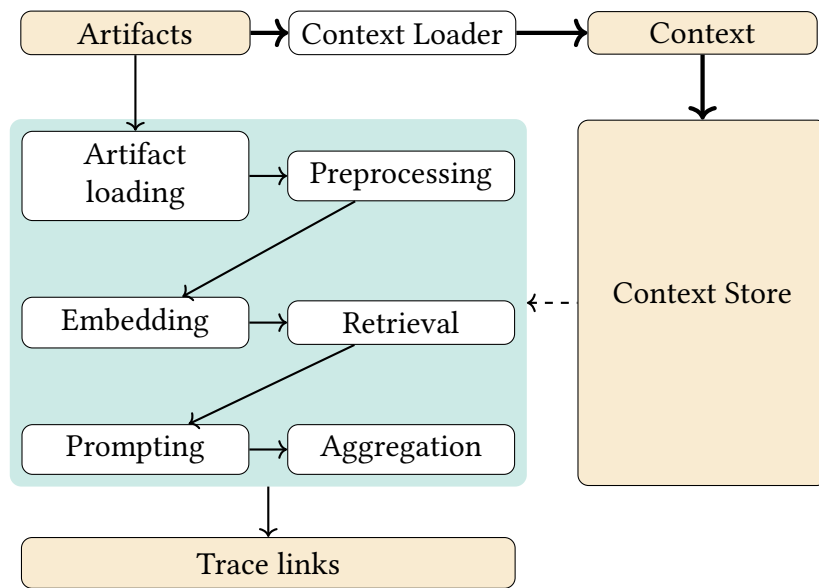 Artifacts
Context Loader
Context
Artifact
loading
Preprocessing
Embedding
Retrieval
Context Store
Prompting
Aggregation
Trace links